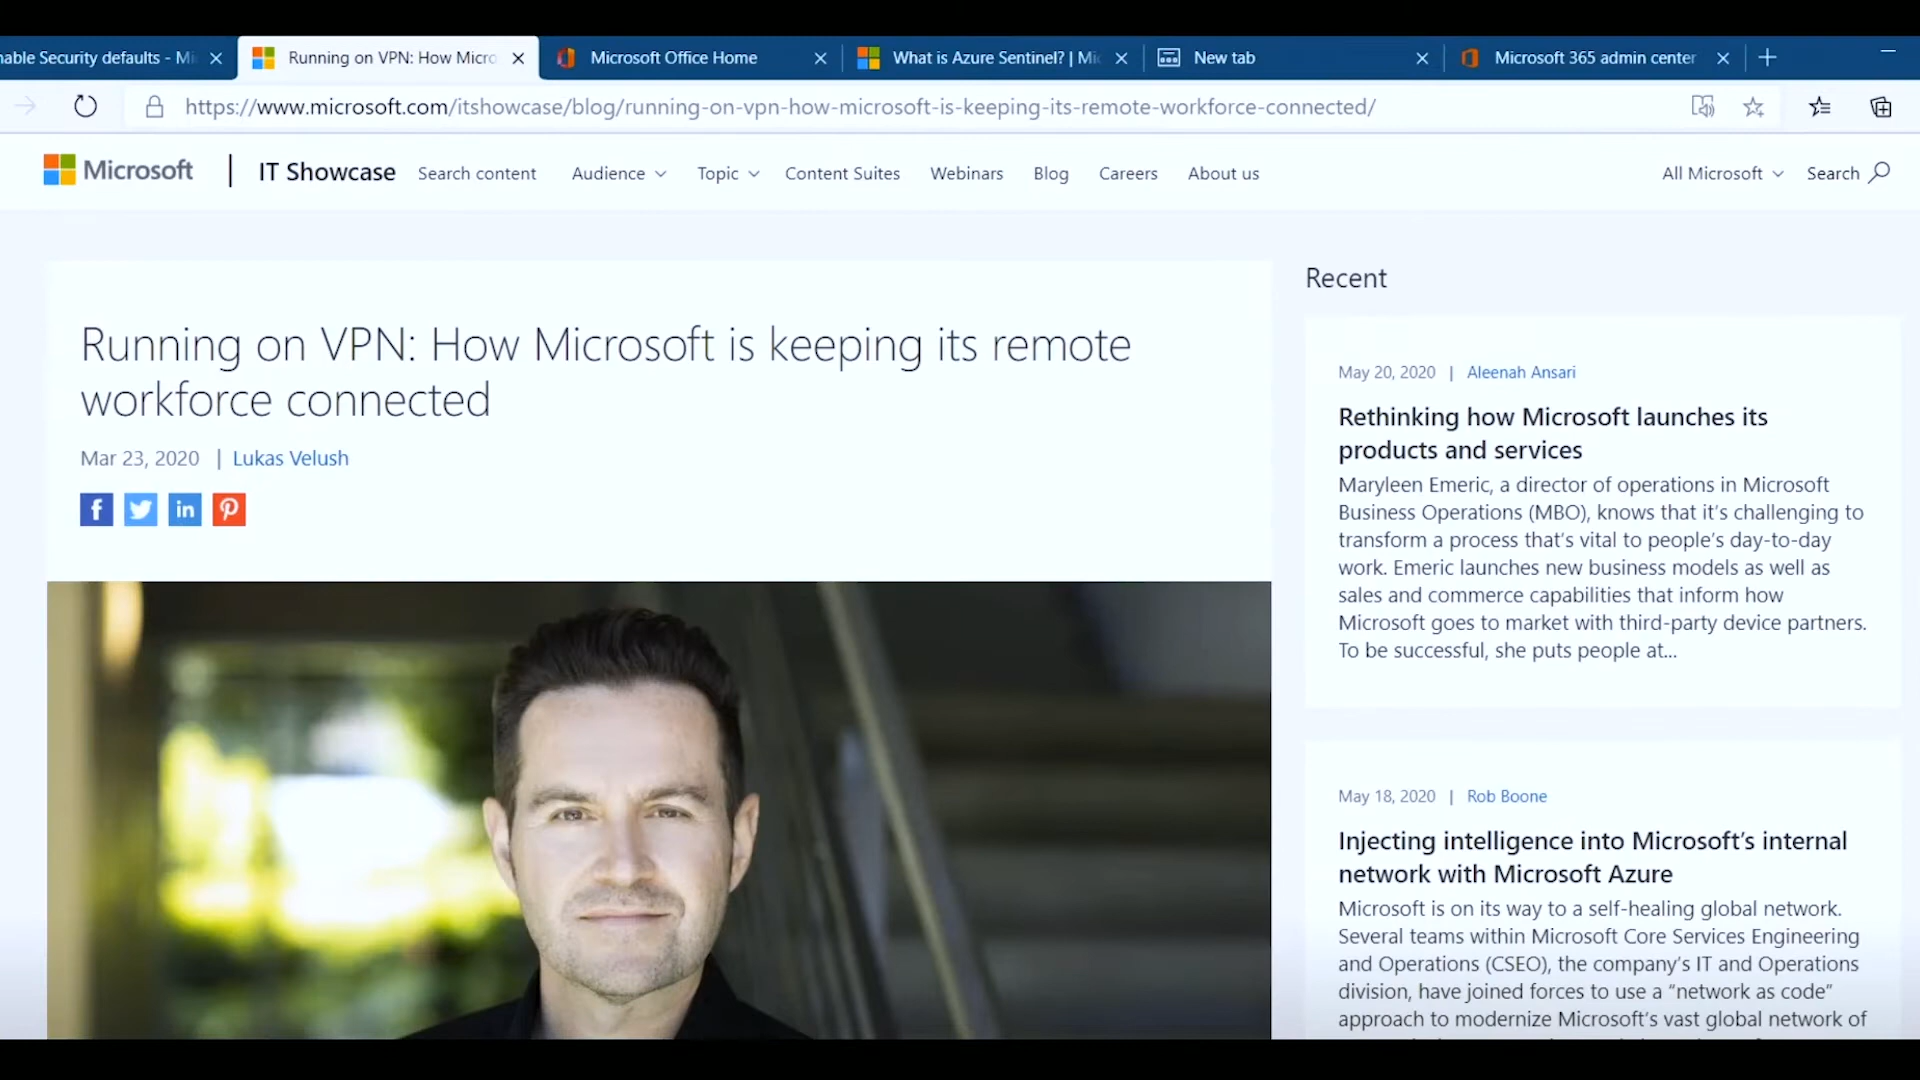 nable Security defaults - Mi
Running on VPN: How Micro
Microsoft Office Home
What is Azure Sentinel? | Mic
New tab
Microsoft 365 admin center
https://www.microsoft.com/itshowcase/blog/running-on-vpn-how-microsoft-is-keeping-its-remote-workforce-connected/
Microsoft | IT Showcase Search content Audience Topic Content Suites Webinars Blog Careers About us All Microsoft Search
Running on VPN: How Microsoft is keeping its remote
workforce connected
Mar 23, 2020 | Lukas Velush
Recent
May 20, 2020 | Aleenah Ansari
Rethinking how Microsoft launches its
products and services
Maryleen Emeric, a director of operations in Microsoft
Business Operations (MBO), knows that it's challenging to
transform a process that's vital to people's day-to-day
work. Emeric launches new business models as well as
sales and commerce capabilities that inform how
Microsoft goes to market with third-party device partners.
To be successful, she puts people at...
May 18, 2020 | Rob Boone
Injecting intelligence into Microsoft's internal
network with Microsoft Azure
Microsoft is on its way to a self-healing global network.
Several teams within Microsoft Core Services Engineering
and Operations (CSEO), the company's IT and Operations
division, have joined forces to use a “network as code”
approach to modernize Microsoft's vast global network of